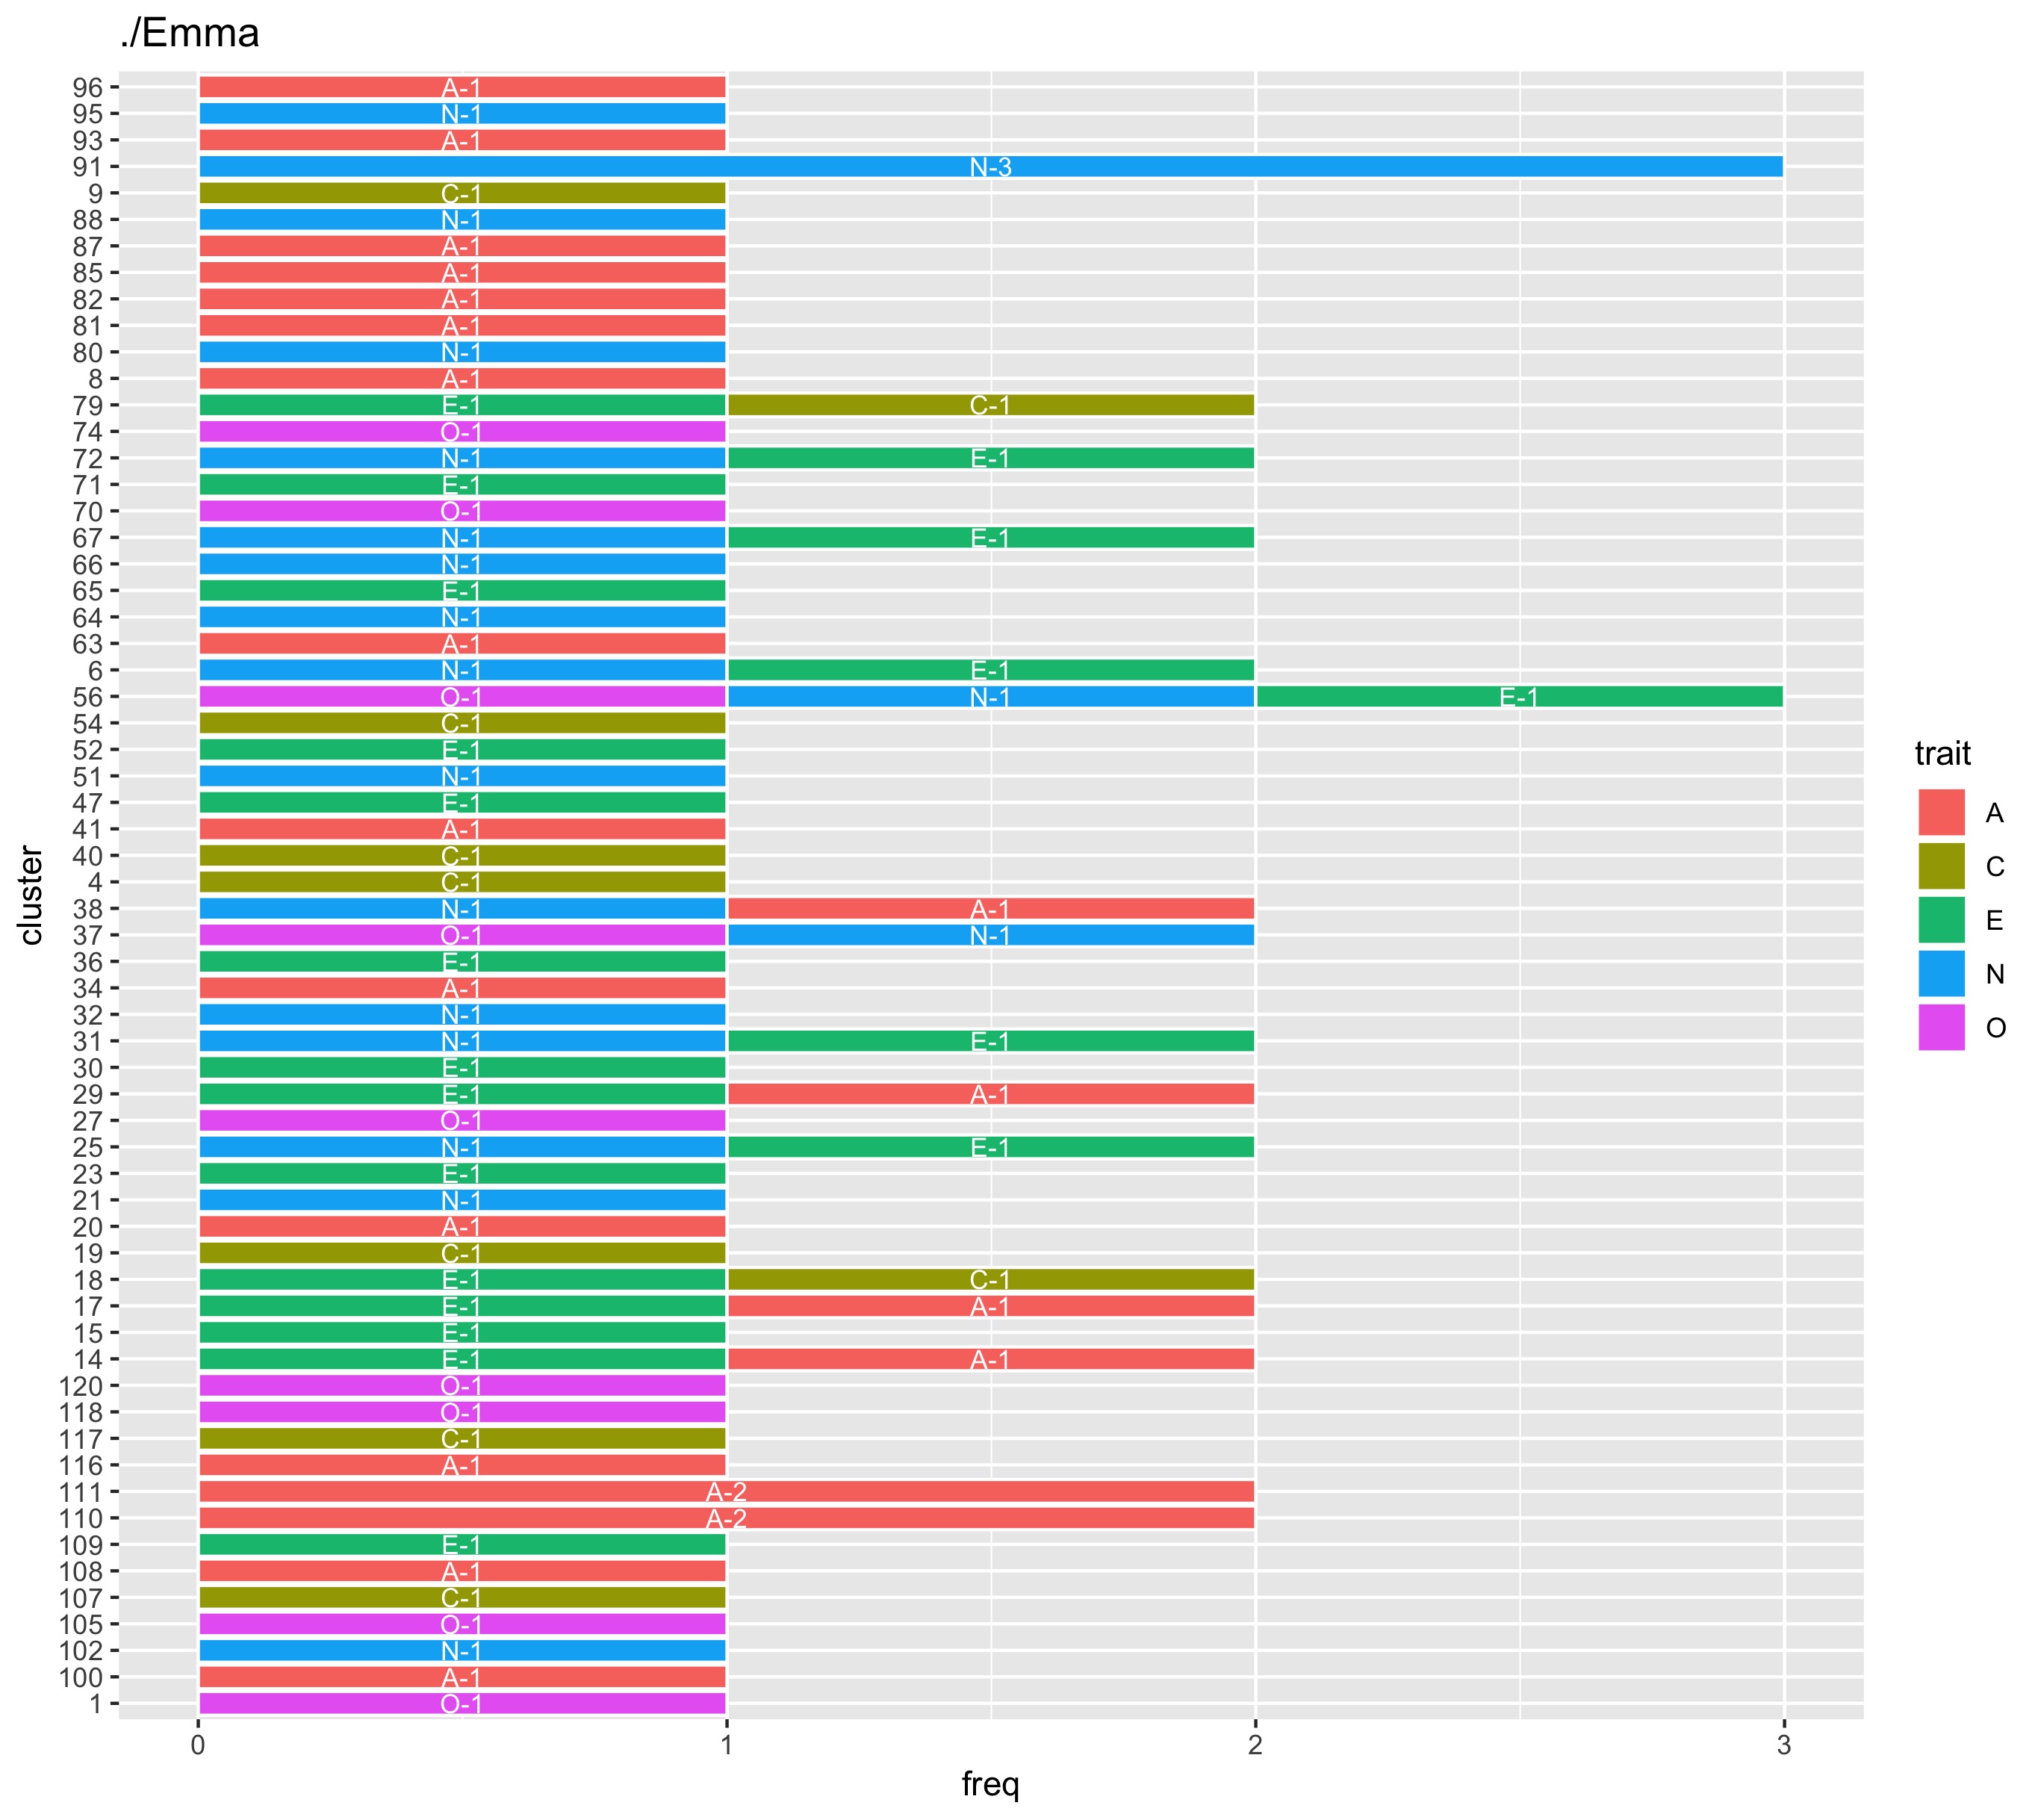 ./Emma
96 A-1
95 N-1
93 A-1
91 N-3
9 C-1
88 N-1
87 A-1
85 A-1
82 A-1
81 A-1
80 N-1
8 A-1
79 E-1 C-1
74 O-1
72 N-1 E-1
71 E-1
70 O-1
67 N-1 E-1
66 N-1
65 E-1
64 N-1
63 A-1
6 N-1 E-1
56 O-1 N-1 E-1
54 C-1
52 E-1
51 N-1
47 E-1
41 A-1
40 C-1
4 C-1
38 N-1 A-1
37 O-1 N-1
36 E-1
34 A-1
32 N-1
31 N-1 E-1
30 E-1
29 E-1 A-1
27 O-1
25 N-1 E-1
23 E-1
21 N-1
20 A-1
19 C-1
18 E-1 C-1
17 E-1 A-1
15 E-1
14 E-1 A-1
120 O-1
118 O-1
117 C-1
116 A-1
111 A-2
110 A-2
109 E-1
108 A-1
107 C-1
105 O-1
102 N-1
100 A-1
1 O-1
0 1 2 3
freq
cluster
trait
A
C
E
N
O